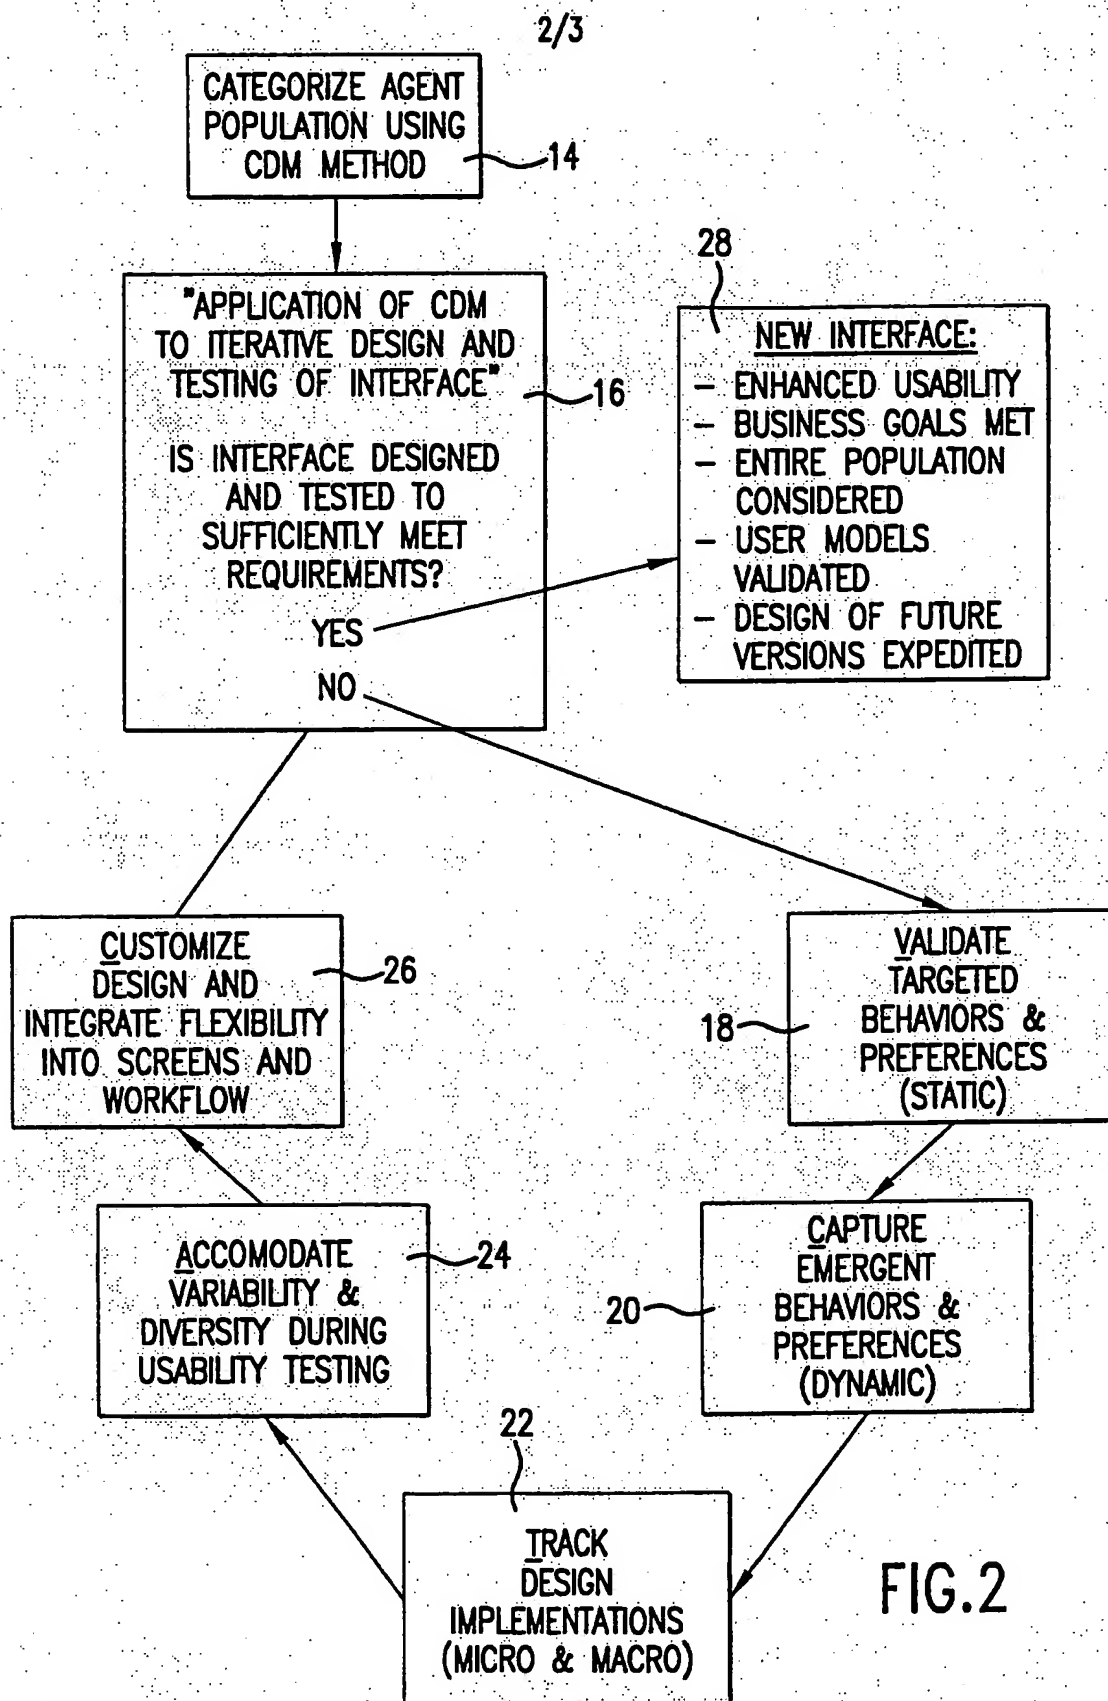 2/3
CATEGORIZE AGENT
POPULATION USING
CDM METHOD
14
"APPLICATION OF CDM
TO ITERATIVE DESIGN AND
TESTING OF INTERFACE"
16
IS INTERFACE DESIGNED
AND TESTED TO
SUFFICIENTLY MEET
REQUIREMENTS?
YES
NO
28
NEW INTERFACE:
– ENHANCED USABILITY
– BUSINESS GOALS MET
– ENTIRE POPULATION
CONSIDERED
– USER MODELS
VALIDATED
– DESIGN OF FUTURE
VERSIONS EXPEDITED
VALIDATE
TARGETED
BEHAVIORS &
PREFERENCES
(STATIC)
18
CAPTURE
EMERGENT
BEHAVIORS &
PREFERENCES
(DYNAMIC)
20
22
TRACK
DESIGN
IMPLEMENTATIONS
(MICRO & MACRO)
ACCOMODATE
VARIABILITY &
DIVERSITY DURING
USABILITY TESTING
24
CUSTOMIZE
DESIGN AND
INTEGRATE FLEXIBILITY
INTO SCREENS AND
WORKFLOW
26
FIG.2